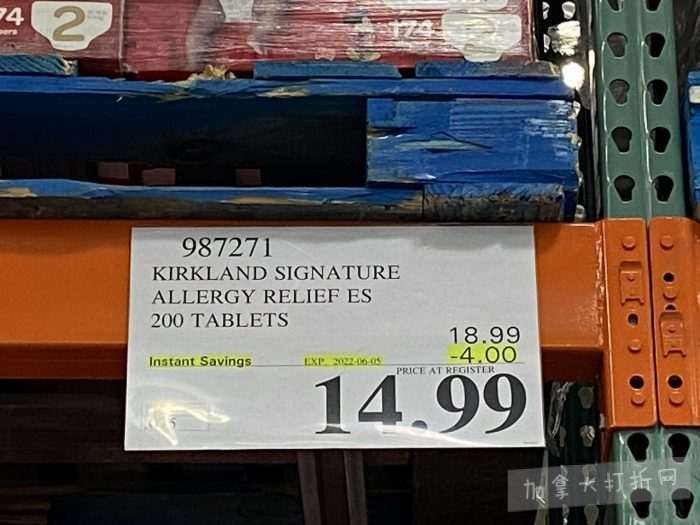 74
2
174
987271
KIRKLAND SIGNATURE
ALLERGY RELIEF ES
200 TABLETS
18.99
Instant Savings EXP. 2022-06-05 -4.00
PRICE AT REGISTER
14.99
加拿大打折网